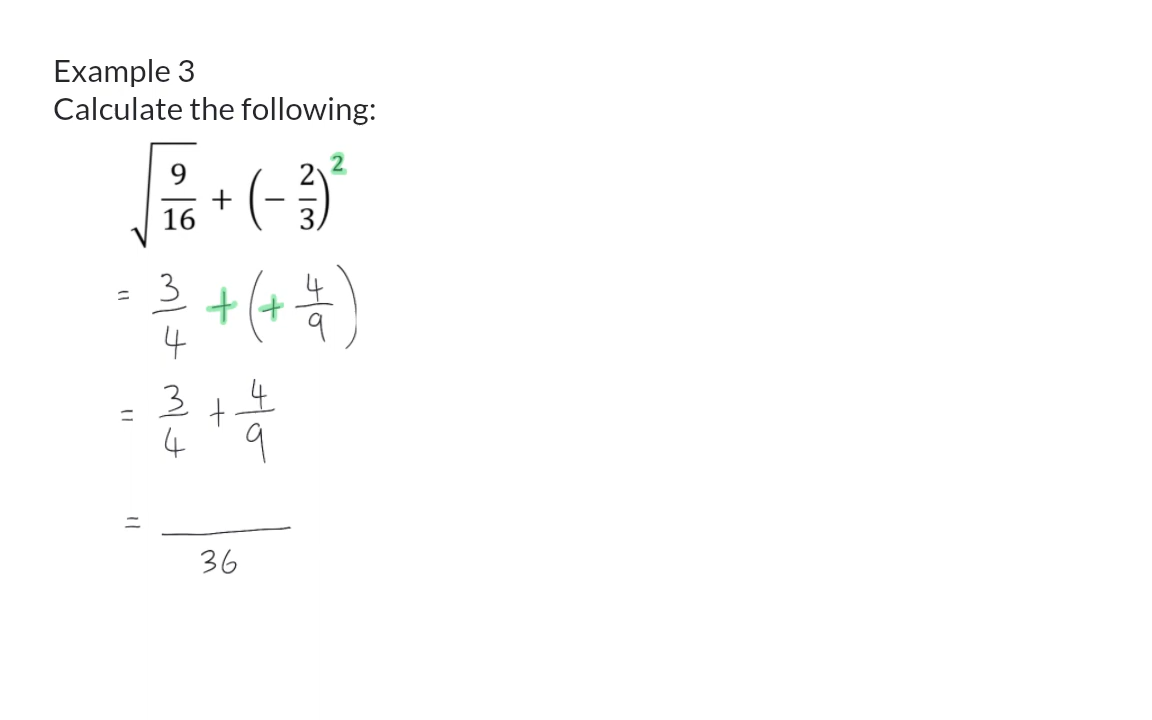 Example 3
Calculate the following:
√(9/16) + (− 2/3)²
= 3/4 + (+ 4/9)
= 3/4 + 4/9
= /36